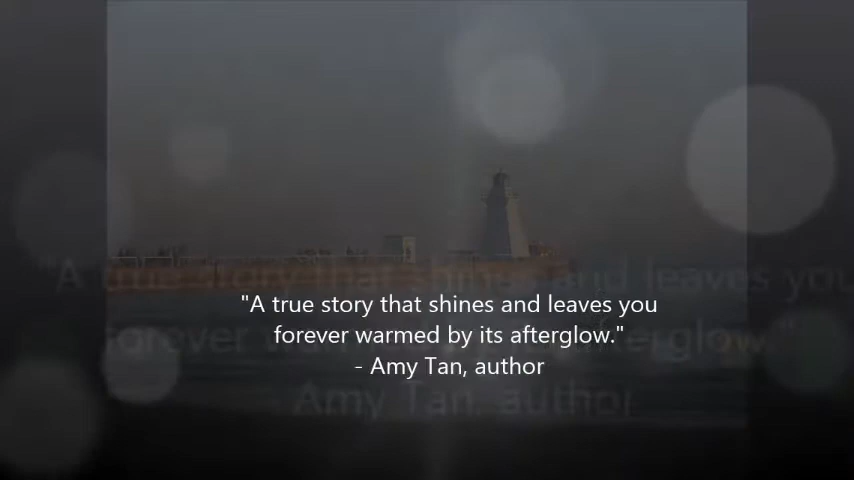 "A true story that shines and leaves you
forever warmed by its afterglow."
- Amy Tan, author